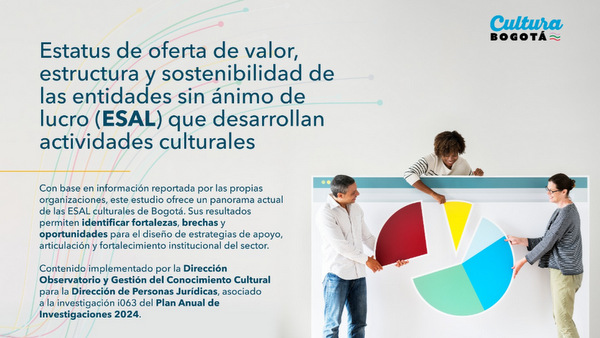 Cultura
BOGOTÁ
Estatus de oferta de valor,
estructura y sostenibilidad de
las entidades sin ánimo de
lucro (ESAL) que desarrollan
actividades culturales
Con base en información reportada por las propias
organizaciones, este estudio ofrece un panorama actual
de las ESAL culturales de Bogotá. Sus resultados
permiten identificar fortalezas, brechas y
oportunidades para el diseño de estrategias de apoyo,
articulación y fortalecimiento institucional del sector.
Contenido implementado por la Dirección
Observatorio y Gestión del Conocimiento Cultural
para la Dirección de Personas Jurídicas, asociado
a la investigación i063 del Plan Anual de
Investigaciones 2024.